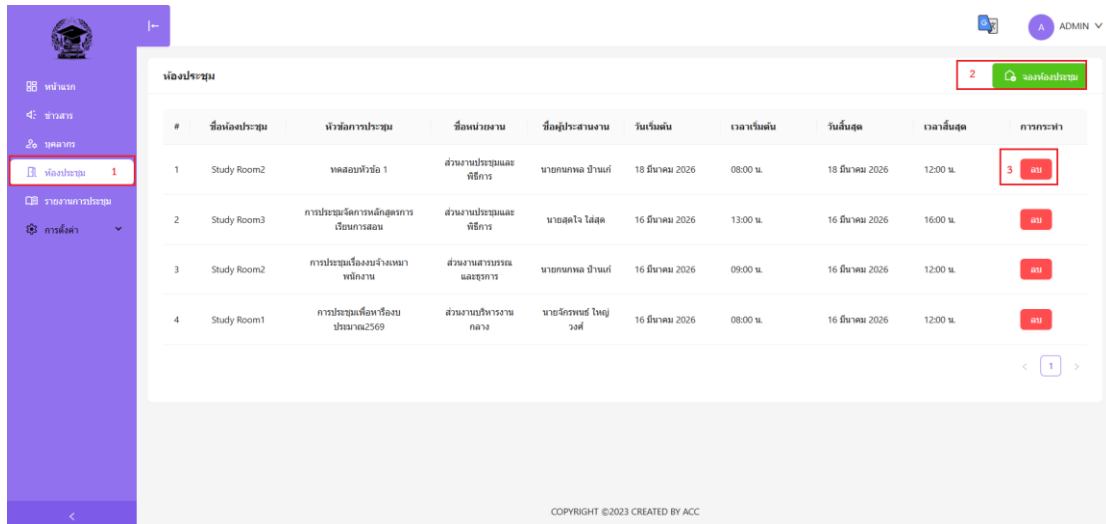 A ADMIN
หน้าแรก
ข่าวสาร
บุคลากร
ห้องประชุม 1
รายงานการประชุม
การตั้งค่า
ห้องประชุม
2 จองห้องประชุม
# ชื่อห้องประชุม หัวข้อการประชุม ชื่อหน่วยงาน ชื่อผู้ประสานงาน วันเริ่มต้น เวลาเริ่มต้น วันสิ้นสุด เวลาสิ้นสุด การกระทำ
1 Study Room2 ทดสอบหัวข้อ 1 ส่วนงานประชุมและ
พิธีการ นายกนกพล ป้านแก่ 18 มีนาคม 2026 08:00 น. 18 มีนาคม 2026 12:00 น. 3 ลบ
2 Study Room3 การประชุมจัดการหลักสูตรการ
เรียนการสอน ส่วนงานประชุมและ
พิธีการ นายสุดใจ ใส่สุด 16 มีนาคม 2026 13:00 น. 16 มีนาคม 2026 16:00 น. ลบ
3 Study Room2 การประชุมเรื่องงบจ้างเหมา
พนักงาน ส่วนงานสารบรรณ
และธุรการ นายกนกพล ป้านแก่ 16 มีนาคม 2026 09:00 น. 16 มีนาคม 2026 12:00 น. ลบ
4 Study Room1 การประชุมเพื่อหารืองบ
ประมาณ2569 ส่วนงานบริหารงาน
กลาง นายจักรพนธ์ ใหญ่
วงศ์ 16 มีนาคม 2026 08:00 น. 16 มีนาคม 2026 12:00 น. ลบ
< 1 >
COPYRIGHT ©2023 CREATED BY ACC